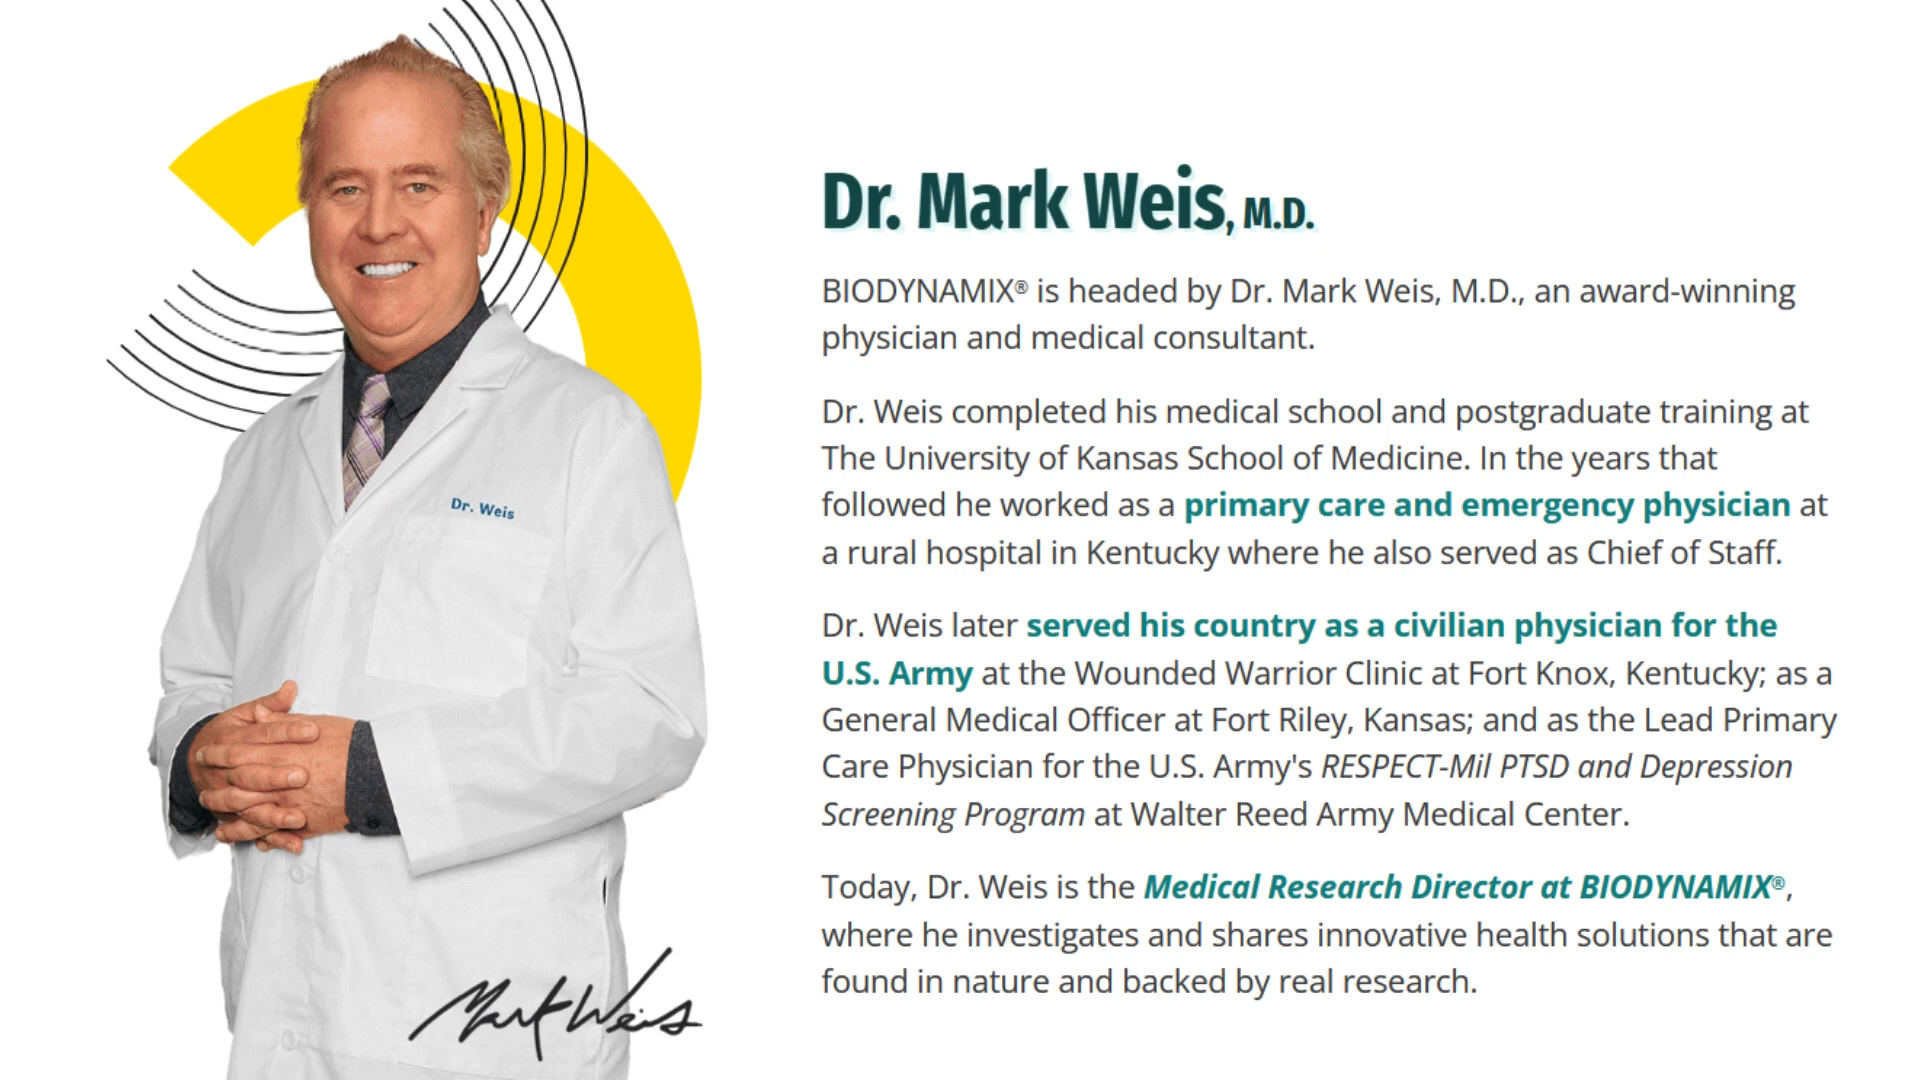 Dr. Mark Weis, M.D.
BIODYNAMIX® is headed by Dr. Mark Weis, M.D., an award-winning
physician and medical consultant.
Dr. Weis completed his medical school and postgraduate training at
The University of Kansas School of Medicine. In the years that
followed he worked as a primary care and emergency physician at
a rural hospital in Kentucky where he also served as Chief of Staff.
Dr. Weis later served his country as a civilian physician for the
U.S. Army at the Wounded Warrior Clinic at Fort Knox, Kentucky; as a
General Medical Officer at Fort Riley, Kansas; and as the Lead Primary
Care Physician for the U.S. Army's RESPECT-Mil PTSD and Depression
Screening Program at Walter Reed Army Medical Center.
Today, Dr. Weis is the Medical Research Director at BIODYNAMIX®,
where he investigates and shares innovative health solutions that are
found in nature and backed by real research.
Dr. Weis
Mark Weis